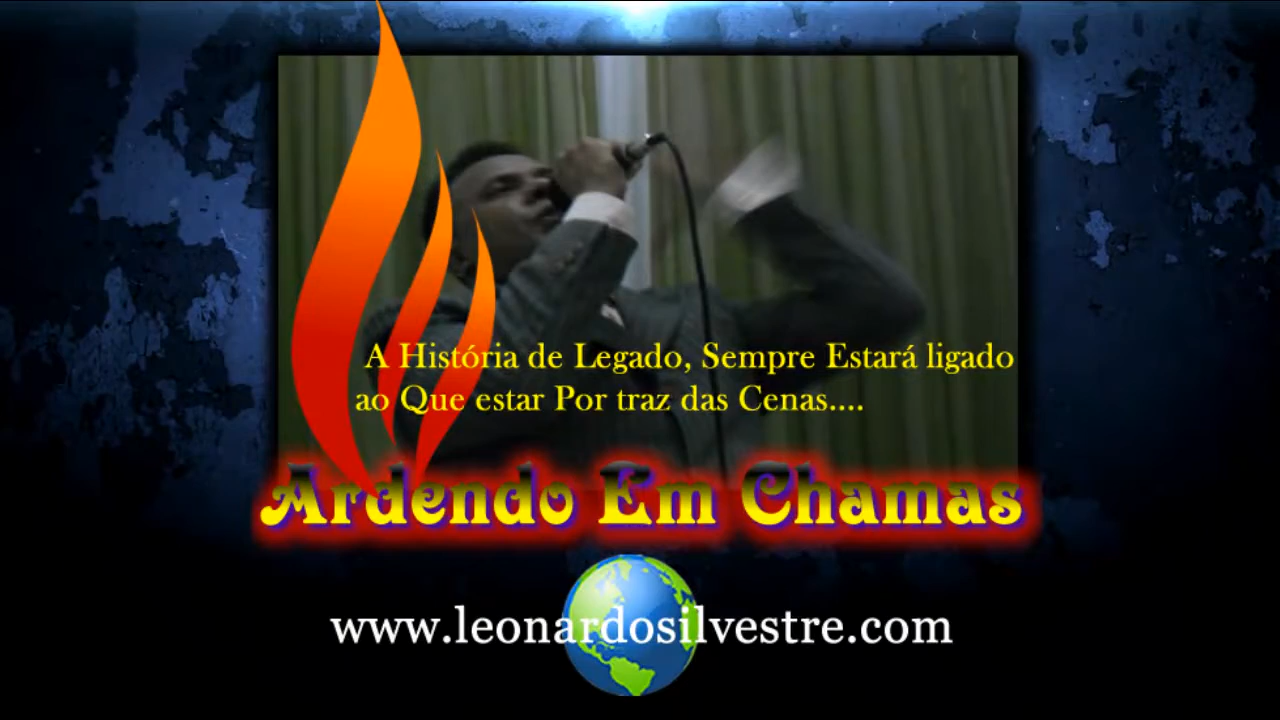 A História de Legado, Sempre Estará ligado
ao Que estar Por traz das Cenas....
Ardendo Em Chamas
www.leonardosilvestre.com